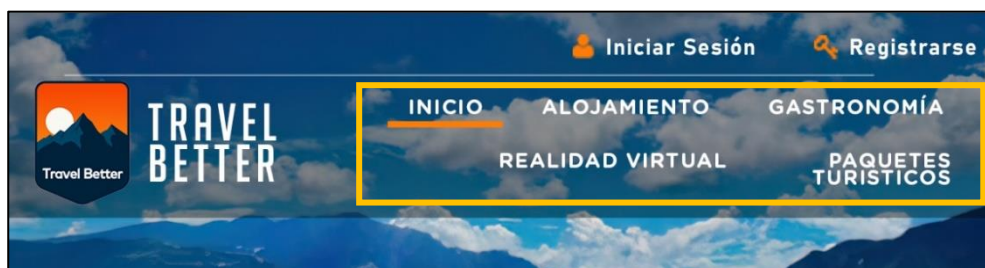 Iniciar Sesión Registrarse
Travel Better
TRAVEL
BETTER
INICIO ALOJAMIENTO GASTRONOMÍA
REALIDAD VIRTUAL PAQUETES
TURISTICOS